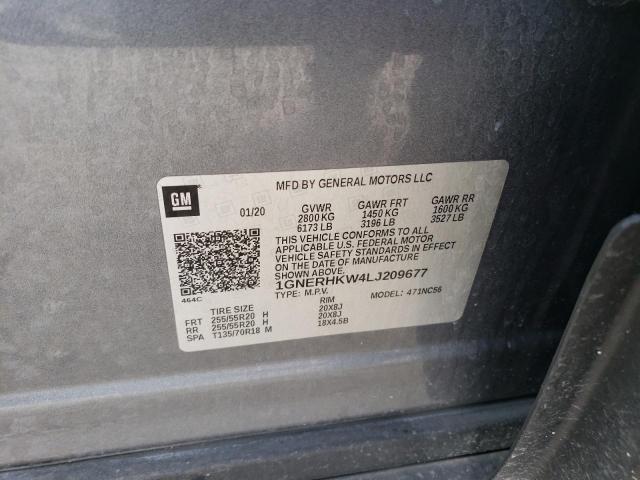 MFD BY GENERAL MOTORS LLC
GM
01/20 GVWR GAWR FRT GAWR RR
2800 KG 1450 KG 1600 KG
6173 LB 3196 LB 3527 LB
THIS VEHICLE CONFORMS TO ALL
APPLICABLE U.S. FEDERAL MOTOR
VEHICLE SAFETY STANDARDS IN EFFECT
ON THE DATE OF MANUFACTURE
SHOWN ABOVE.
1GNERHKW4LJ209677
TYPE: M.P.V. MODEL: 471NC56
464C
TIRE SIZE RIM
FRT 255/55R20 H 20X8J
RR 255/55R20 H 20X8J
SPA T135/70R18 M 18X4.5B